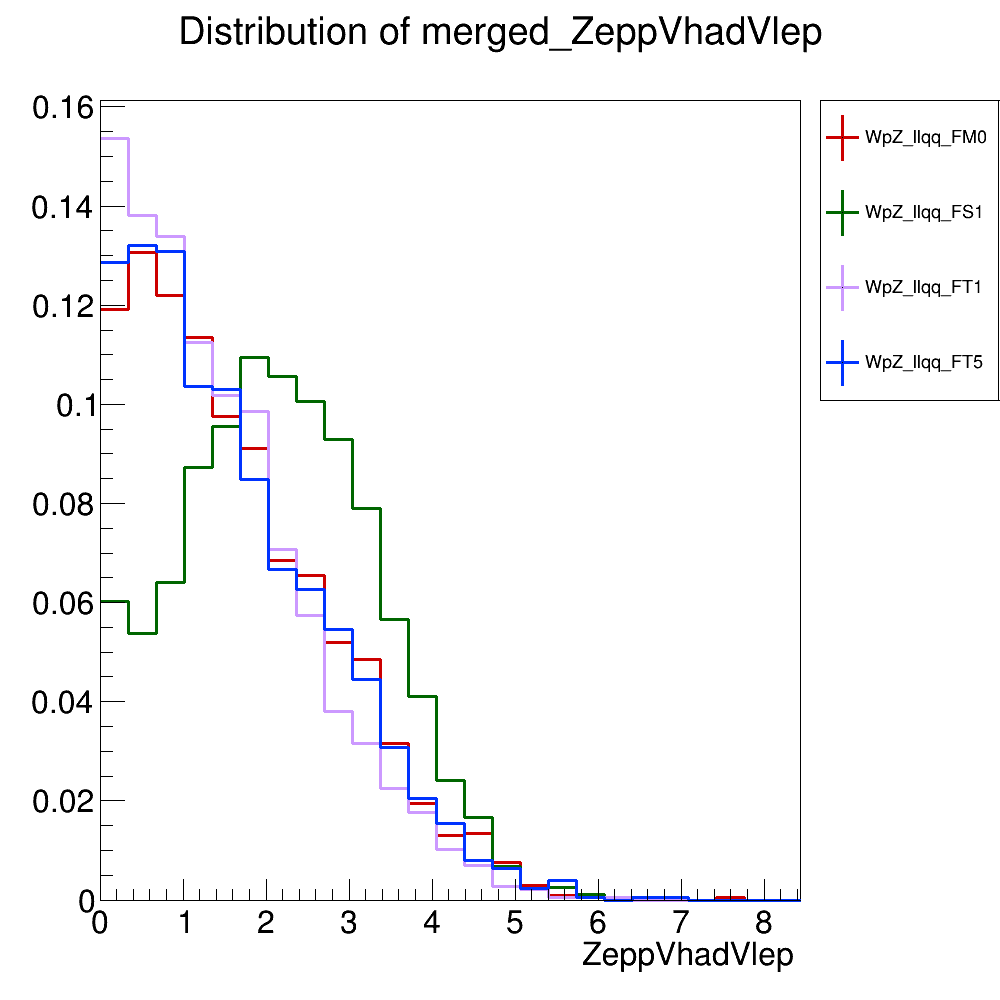 Distribution of merged_ZeppVhadVlep
0.16
0.14
0.12
0.1
0.08
0.06
0.04
0.02
0
0 1 2 3 4 5 6 7 8
ZeppVhadVlep
WpZ_llqq_FM0
WpZ_llqq_FS1
WpZ_llqq_FT1
WpZ_llqq_FT5